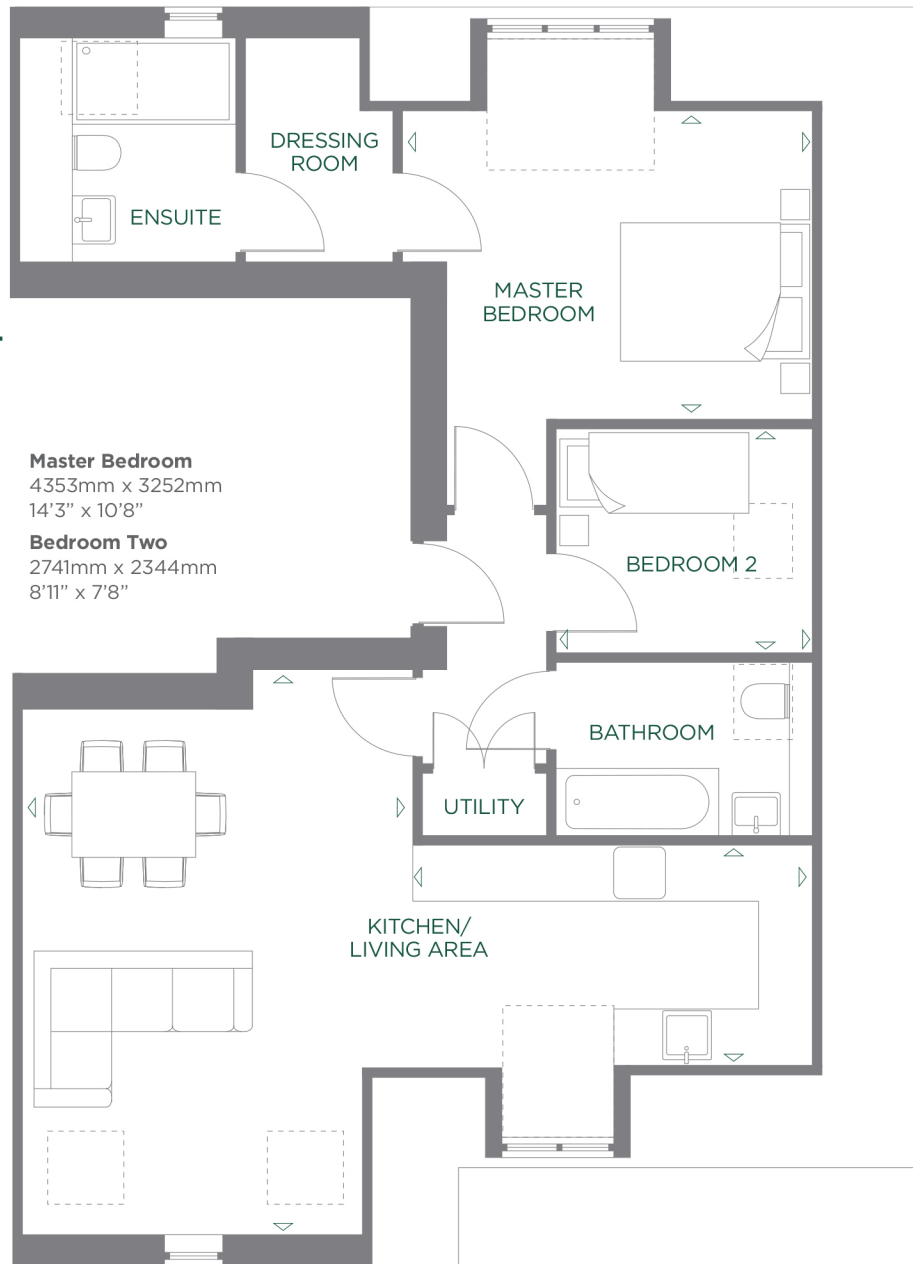 DRESSING
ROOM
ENSUITE
MASTER
BEDROOM
Master Bedroom
4353mm x 3252mm
14’3” x 10’8”
Bedroom Two
2741mm x 2344mm
8’11” x 7’8”
BEDROOM 2
BATHROOM
UTILITY
KITCHEN/
LIVING AREA